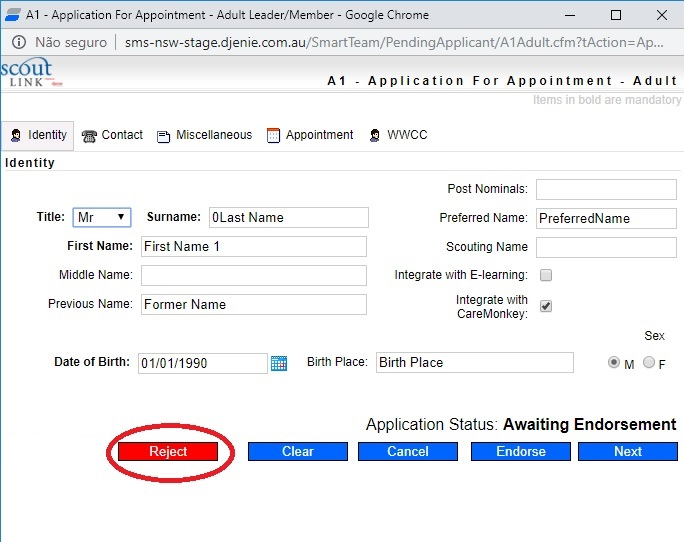 A1 - Application For Appointment - Adult Leader/Member - Google Chrome
Não seguro | sms-nsw-stage.djenie.com.au/SmartTeam/PendingApplicant/A1Adult.cfm?tAction=Ap...
scout
LINK
A1 - Application For Appointment - Adult
Items in bold are mandatory
Identity Contact Miscellaneous Appointment WWCC
Identity
Post Nominals:
Title: Mr Surname: 0Last Name Preferred Name: PreferredName
First Name: First Name 1 Scouting Name
Middle Name: Integrate with E-learning:
Previous Name: Former Name Integrate with
CareMonkey:
Sex
Date of Birth: 01/01/1990 Birth Place: Birth Place M F
Application Status: Awaiting Endorsement
Reject Clear Cancel Endorse Next